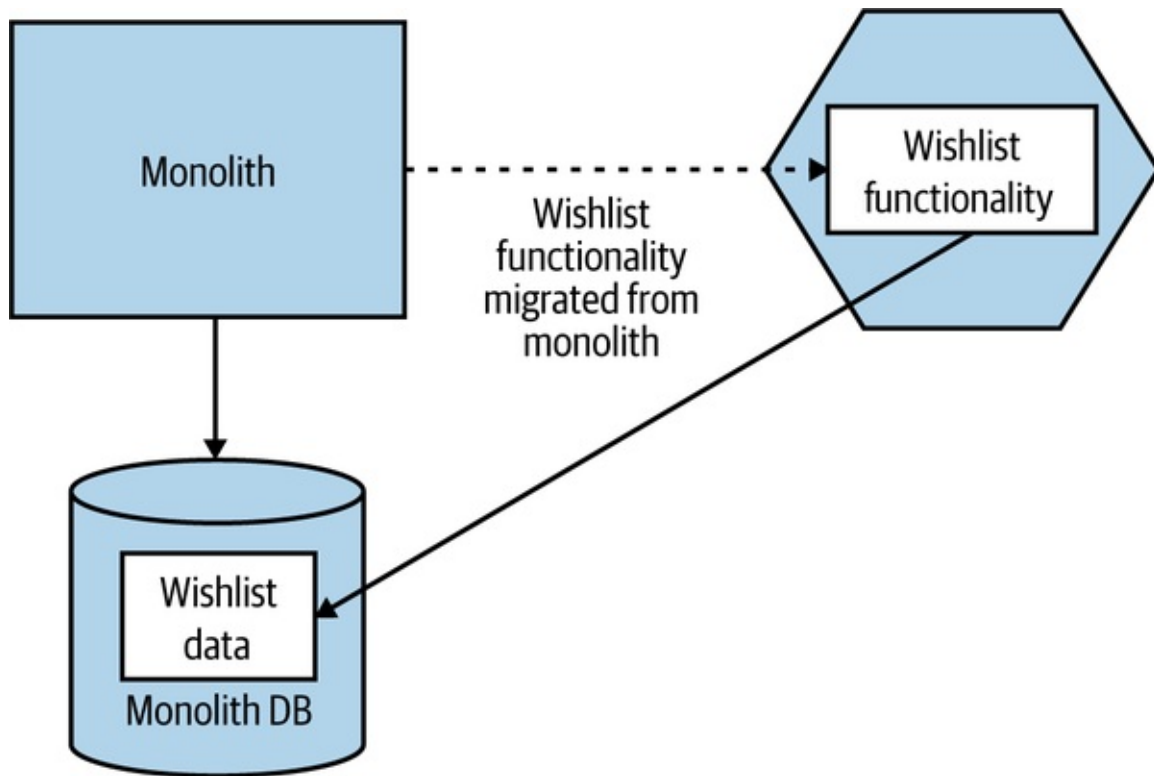 Monolith
Wishlist
functionality
Wishlist
functionality
migrated from
monolith
Wishlist
data
Monolith DB